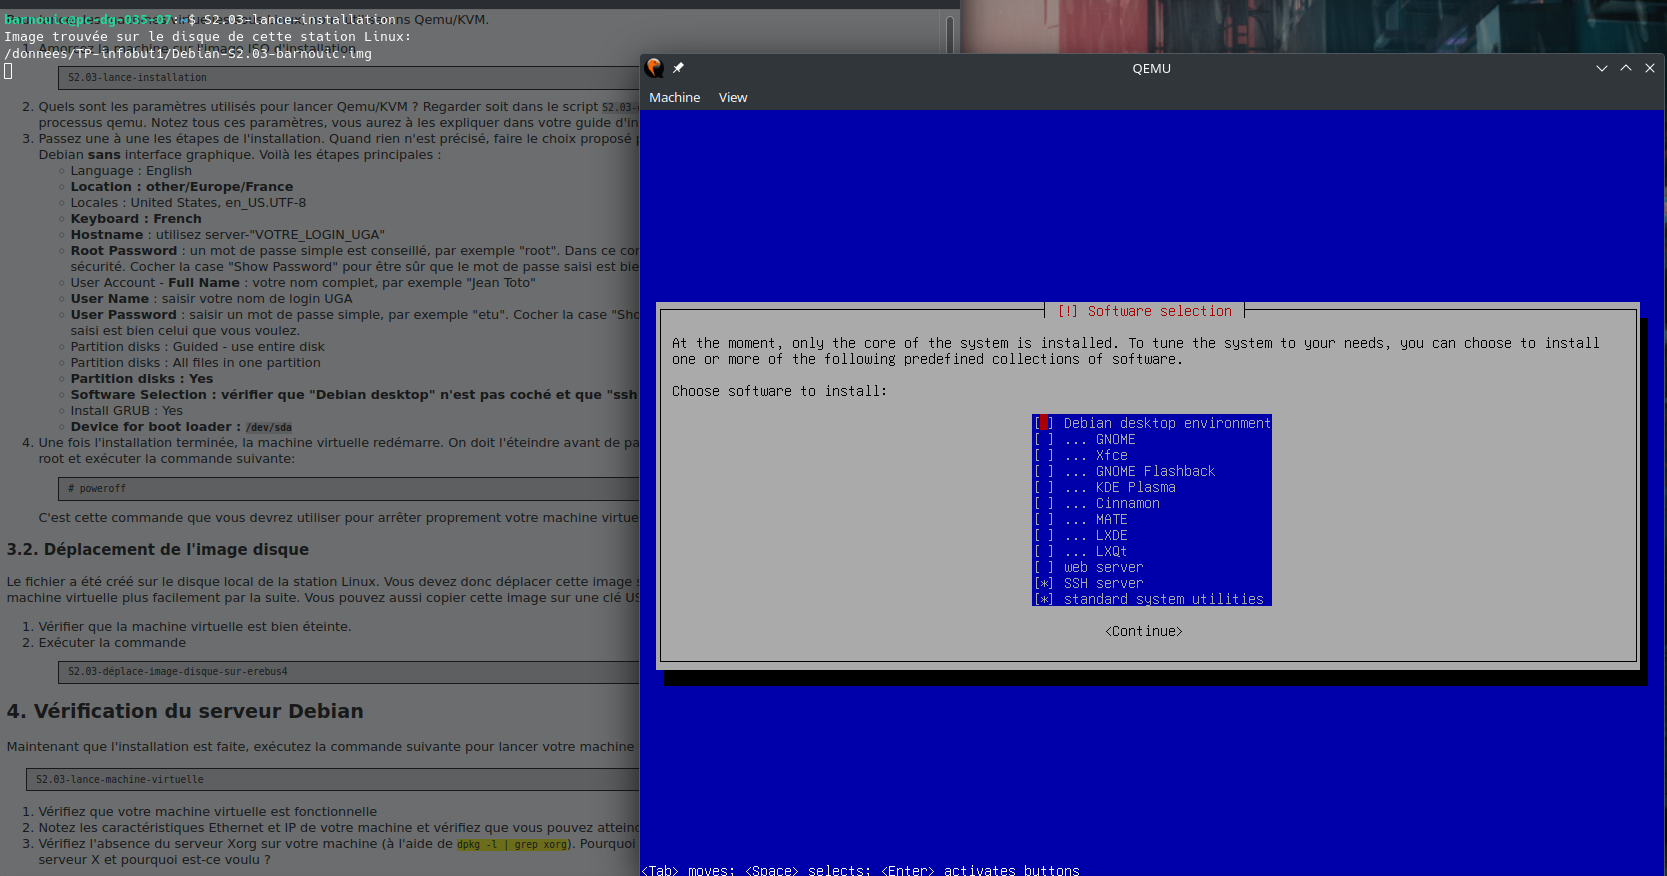 barnouic@pc-dg-035-07:~$ S2.03-lance-installation
ons Qemu/KVM.
Image trouvée sur le disque de cette station Linux:
1. Amorcez la machine sur l'image ISO d'installation
/donnees/TP-infobut1/Debian-S2.03-barnouic.img
S2.03-lance-installation
2. Quels sont les paramètres utilisés pour lancer Qemu/KVM ? Regarder soit dans le script S2.03-
processus qemu. Notez tous ces paramètres, vous aurez à les expliquer dans votre guide d'in
3. Passez une à une les étapes de l'installation. Quand rien n'est précisé, faire le choix proposé
Debian sans interface graphique. Voilà les étapes principales :
◦ Language : English
◦ Location : other/Europe/France
◦ Locales : United States, en_US.UTF-8
◦ Keyboard : French
◦ Hostname : utilisez server-"VOTRE_LOGIN_UGA"
◦ Root Password : un mot de passe simple est conseillé, par exemple "root". Dans ce cor
sécurité. Cocher la case "Show Password" pour être sûr que le mot de passe saisi est bie
◦ User Account - Full Name : votre nom complet, par exemple "Jean Toto"
◦ User Name : saisir votre nom de login UGA
◦ User Password : saisir un mot de passe simple, par exemple "etu". Cocher la case "Sho
saisi est bien celui que vous voulez.
◦ Partition disks : Guided - use entire disk
◦ Partition disks : All files in one partition
◦ Partition disks : Yes
◦ Software Selection : vérifier que "Debian desktop" n'est pas coché et que "ssh
◦ Install GRUB : Yes
◦ Device for boot loader : /dev/sda
4. Une fois l'installation terminée, la machine virtuelle redémarre. On doit l'éteindre avant de pa
root et exécuter la commande suivante:
# poweroff
C'est cette commande que vous devrez utiliser pour arrêter proprement votre machine virtue
3.2. Déplacement de l'image disque
Le fichier a été créé sur le disque local de la station Linux. Vous devez donc déplacer cette image s
machine virtuelle plus facilement par la suite. Vous pouvez aussi copier cette image sur une clé US
1. Vérifier que la machine virtuelle est bien éteinte.
2. Exécuter la commande
S2.03-déplace-image-disque-sur-erebus4
4. Vérification du serveur Debian
Maintenant que l'installation est faite, exécutez la commande suivante pour lancer votre machine
S2.03-lance-machine-virtuelle
1. Vérifiez que votre machine virtuelle est fonctionnelle
2. Notez les caractéristiques Ethernet et IP de votre machine et vérifiez que vous pouvez atteind
3. Vérifiez l'absence du serveur Xorg sur votre machine (à l'aide de dpkg -l | grep xorg). Pourquoi
serveur X et pourquoi est-ce voulu ?
QEMU
Machine View
[!] Software selection
At the moment, only the core of the system is installed. To tune the system to your needs, you can choose to install
one or more of the following predefined collections of software.
Choose software to install:
[ ] Debian desktop environment
[ ] ... GNOME
[ ] ... Xfce
[ ] ... GNOME Flashback
[ ] ... KDE Plasma
[ ] ... Cinnamon
[ ] ... MATE
[ ] ... LXDE
[ ] ... LXQt
[ ] web server
[*] SSH server
[*] standard system utilities
<Continue>
<Tab> moves; <Space> selects; <Enter> activates buttons